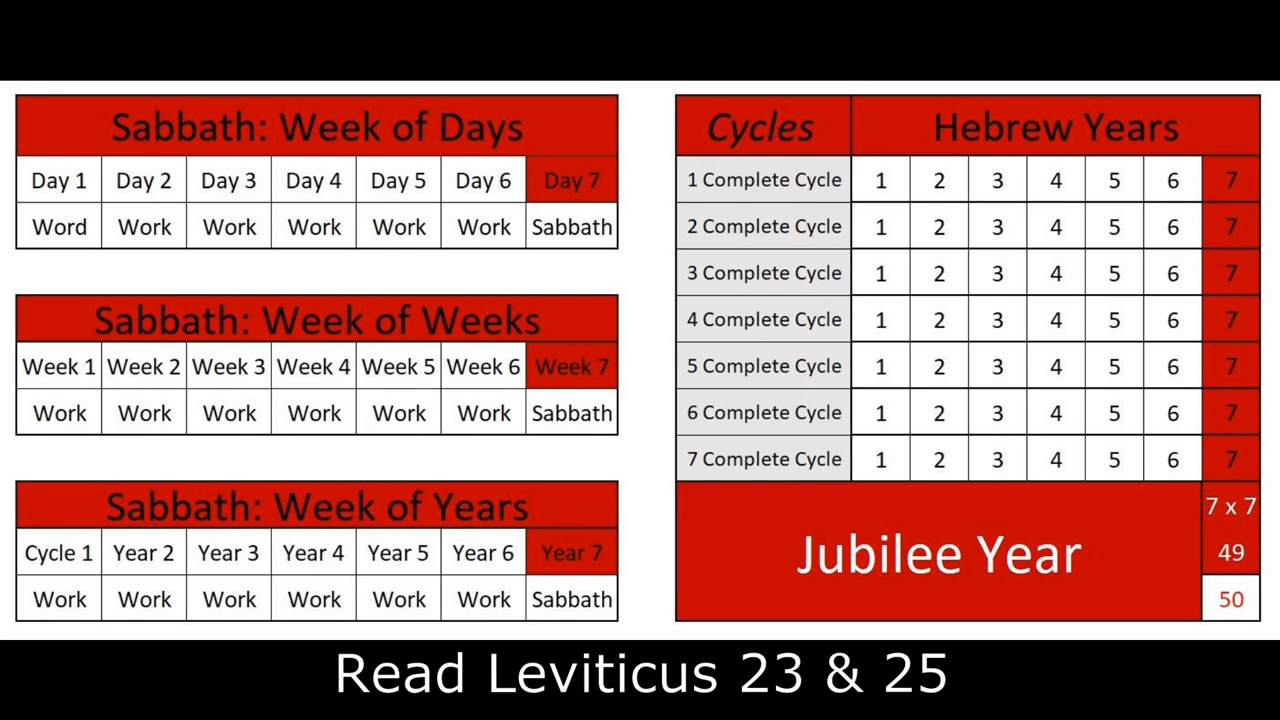 Sabbath: Week of Days
Day 1 Day 2 Day 3 Day 4 Day 5 Day 6 Day 7
Word Work Work Work Work Work Sabbath
Sabbath: Week of Weeks
Week 1 Week 2 Week 3 Week 4 Week 5 Week 6 Week 7
Work Work Work Work Work Work Sabbath
Sabbath: Week of Years
Cycle 1 Year 2 Year 3 Year 4 Year 5 Year 6 Year 7
Work Work Work Work Work Work Sabbath
Cycles Hebrew Years
1 Complete Cycle 1 2 3 4 5 6 7
2 Complete Cycle 1 2 3 4 5 6 7
3 Complete Cycle 1 2 3 4 5 6 7
4 Complete Cycle 1 2 3 4 5 6 7
5 Complete Cycle 1 2 3 4 5 6 7
6 Complete Cycle 1 2 3 4 5 6 7
7 Complete Cycle 1 2 3 4 5 6 7
7 x 7
Jubilee Year 49
50
Read Leviticus 23 & 25